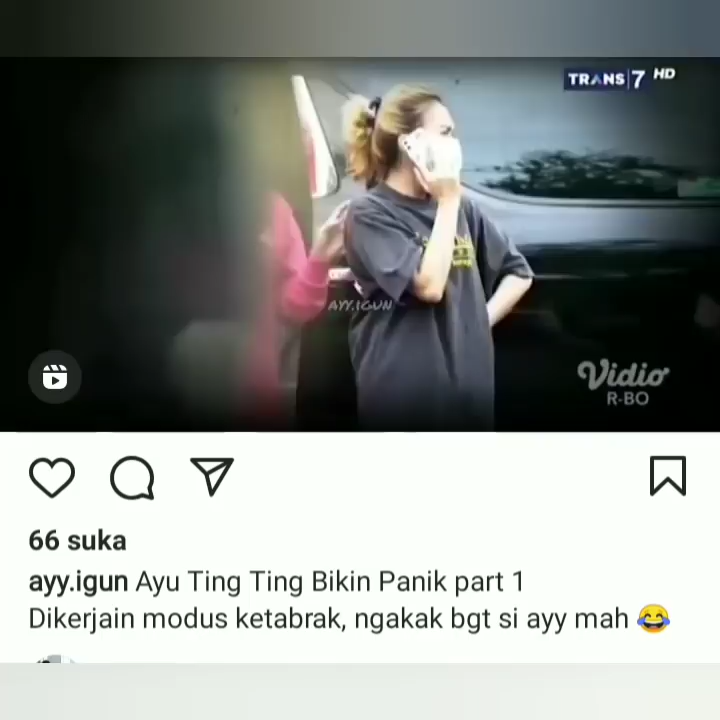 TRANS|7 HD
AYY.IGUN
Vidio
R-BO
66 suka
ayy.igun Ayu Ting Ting Bikin Panik part 1
Dikerjain modus ketabrak, ngakak bgt si ayy mah 😂